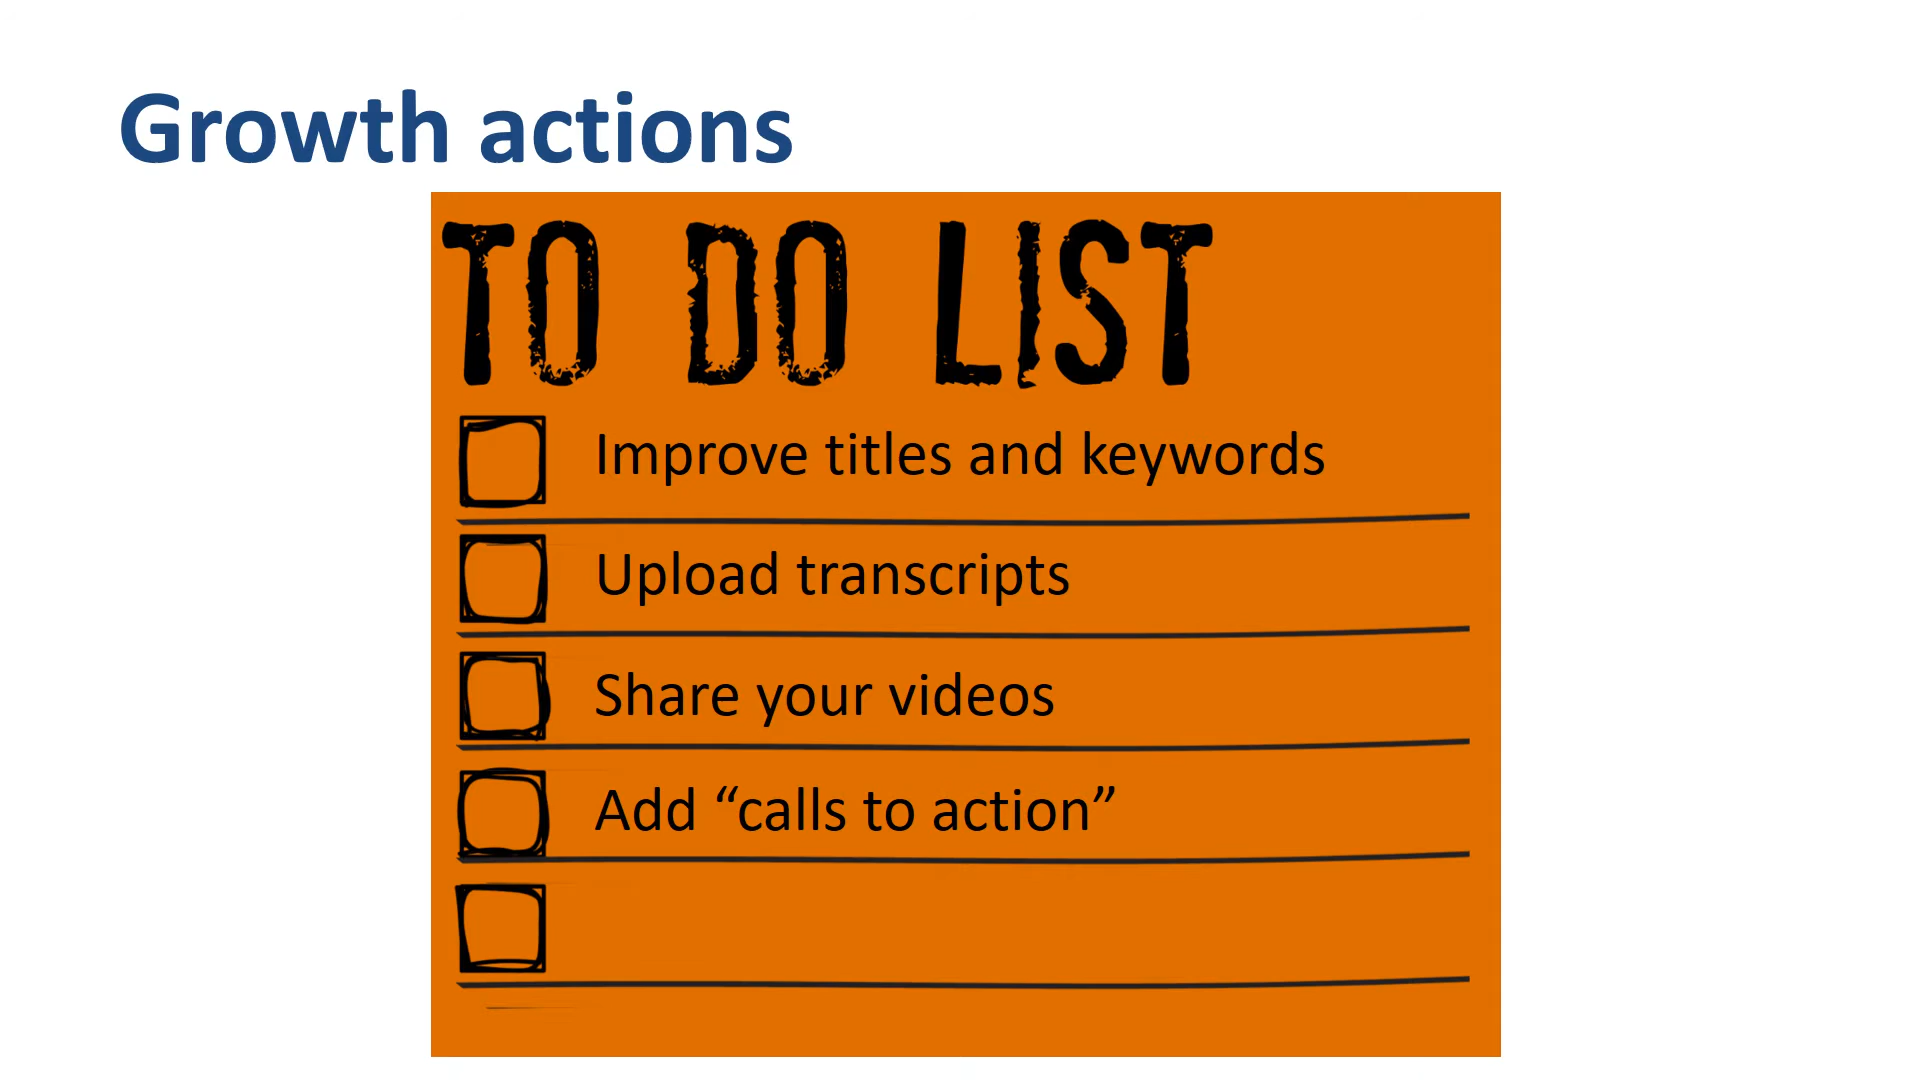 Growth actions
TO DO LIST
Improve titles and keywords
Upload transcripts
Share your videos
Add “calls to action”